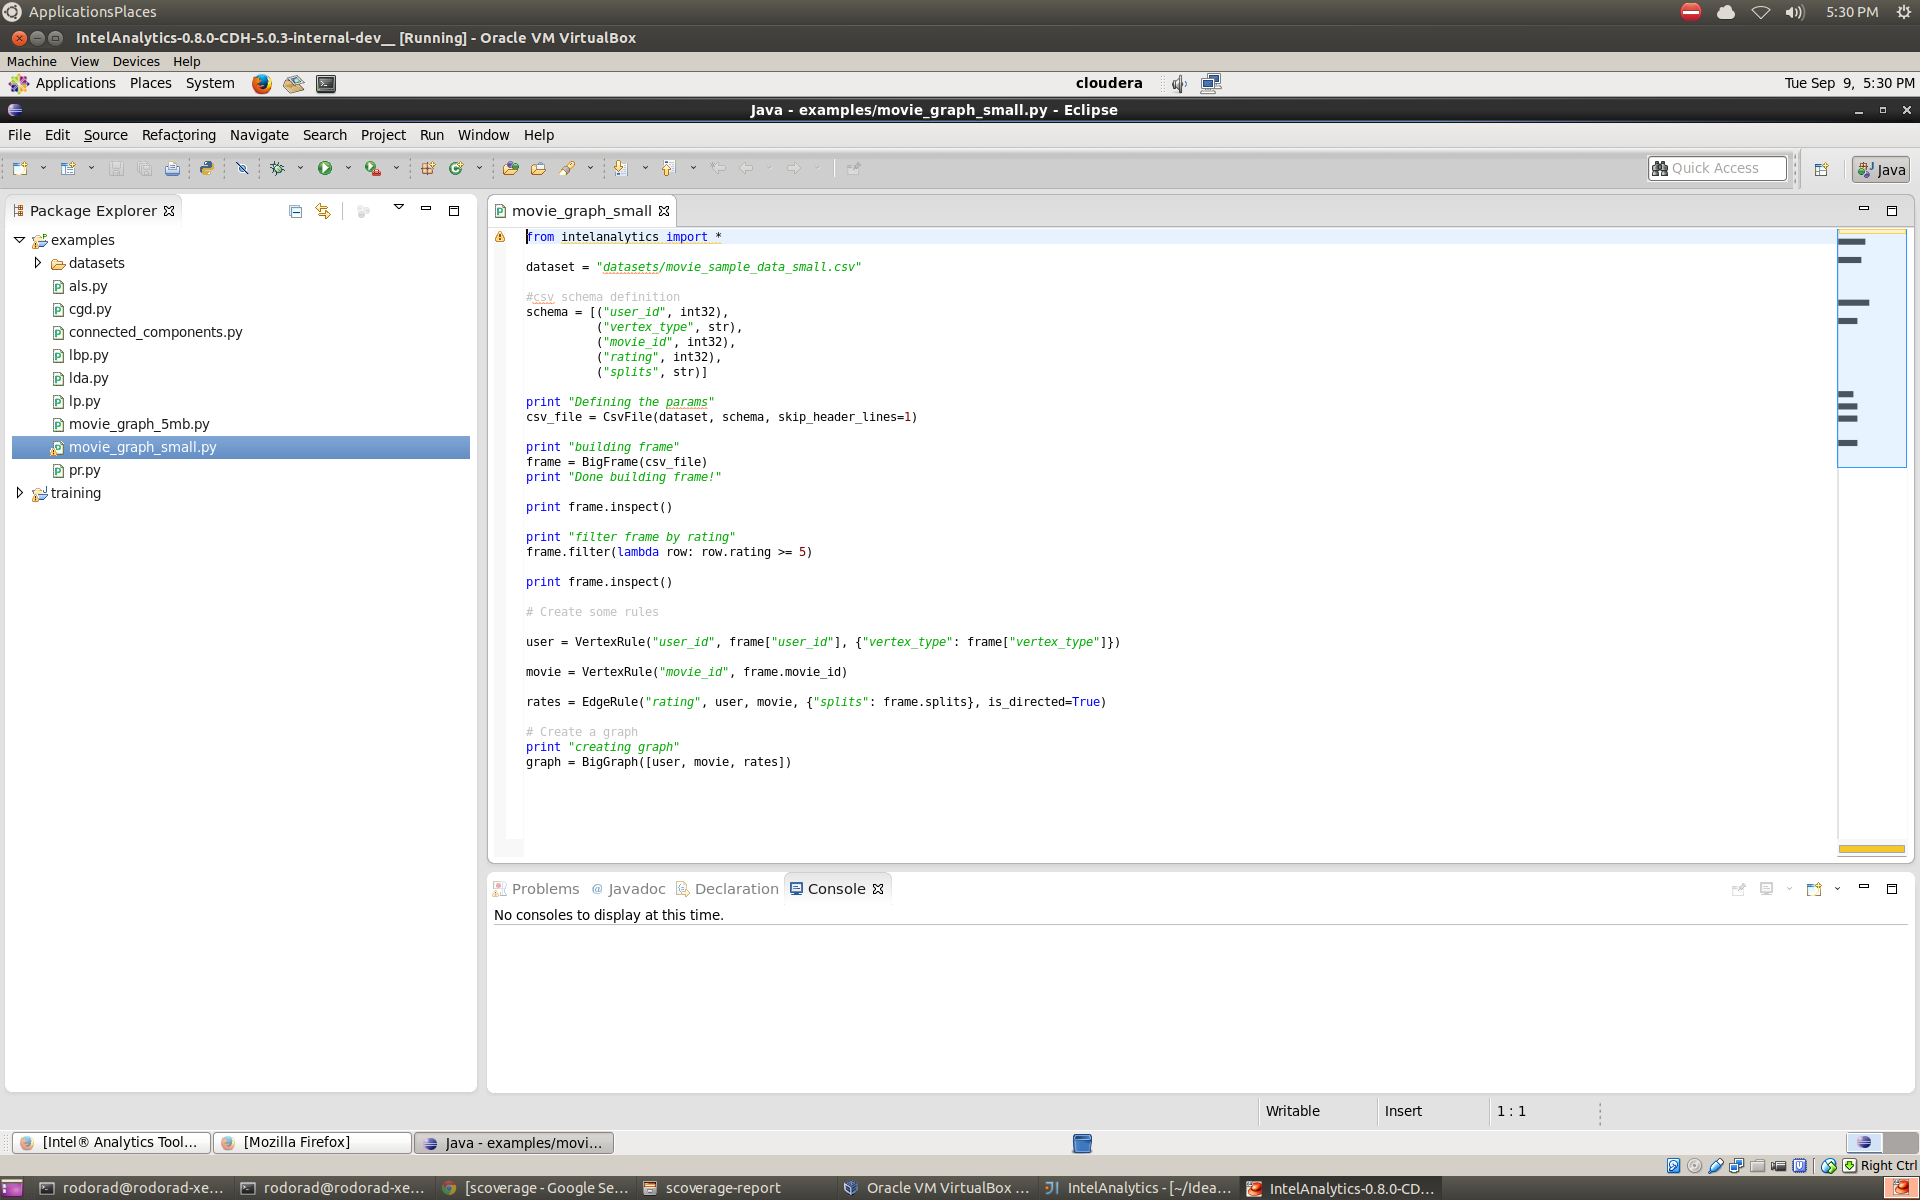 ApplicationsPlaces
5:30 PM
IntelAnalytics-0.8.0-CDH-5.0.3-internal-dev__ [Running] - Oracle VM VirtualBox
Machine View Devices Help
Applications Places System
cloudera
Tue Sep 9, 5:30 PM
Java - examples/movie_graph_small.py - Eclipse
File Edit Source Refactoring Navigate Search Project Run Window Help
Quick Access
Java
Package Explorer
examples
datasets
als.py
cgd.py
connected_components.py
lbp.py
lda.py
lp.py
movie_graph_5mb.py
movie_graph_small.py
pr.py
training
movie_graph_small
from intelanalytics import *
dataset = "datasets/movie_sample_data_small.csv"
#csv schema definition
schema = [("user_id", int32),
("vertex_type", str),
("movie_id", int32),
("rating", int32),
("splits", str)]
print "Defining the params"
csv_file = CsvFile(dataset, schema, skip_header_lines=1)
print "building frame"
frame = BigFrame(csv_file)
print "Done building frame!"
print frame.inspect()
print "filter frame by rating"
frame.filter(lambda row: row.rating >= 5)
print frame.inspect()
# Create some rules
user = VertexRule("user_id", frame["user_id"], {"vertex_type": frame["vertex_type"]})
movie = VertexRule("movie_id", frame.movie_id)
rates = EdgeRule("rating", user, movie, {"splits": frame.splits}, is_directed=True)
# Create a graph
print "creating graph"
graph = BigGraph([user, movie, rates])
Problems @ Javadoc Declaration Console
No consoles to display at this time.
Writable Insert 1 : 1
[Intel® Analytics Tool... [Mozilla Firefox] Java - examples/movi...
Right Ctrl
rodorad@rodorad-xe... rodorad@rodorad-xe... [scoverage - Google Se... scoverage-report Oracle VM VirtualBox ... IntelAnalytics - [~/Idea... IntelAnalytics-0.8.0-CD...